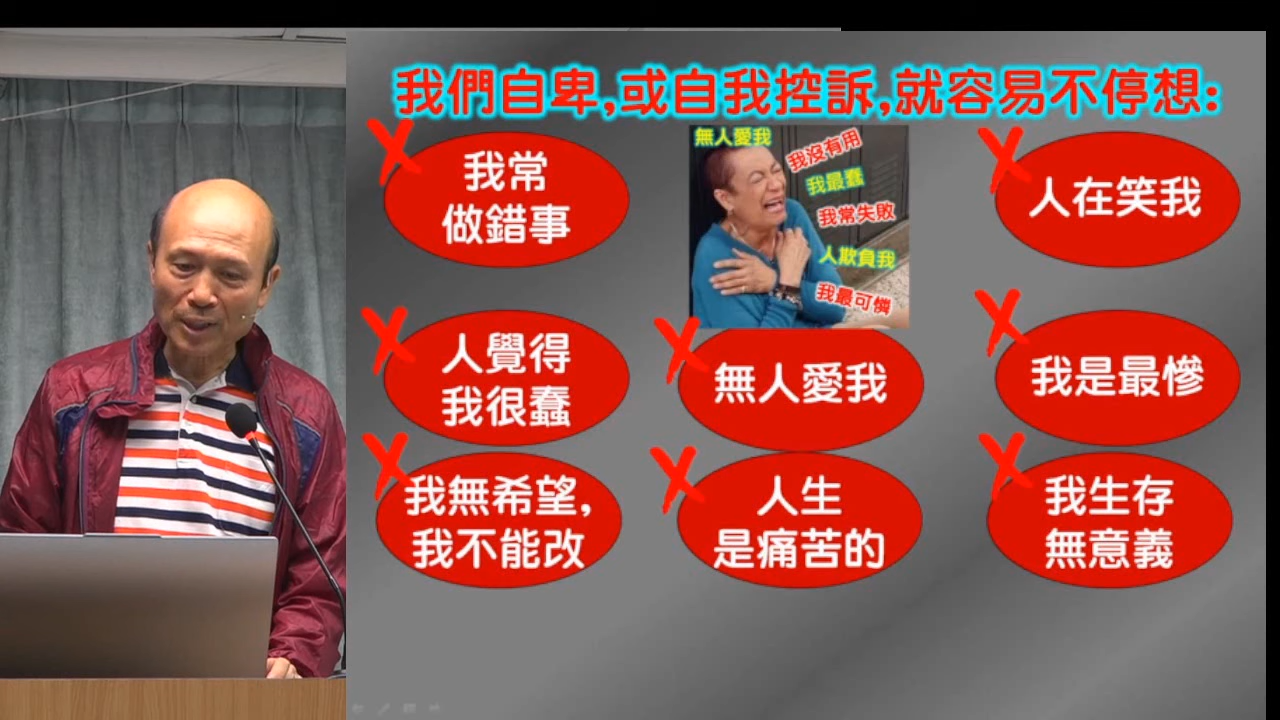 我們自卑,或自我控訴,就容易不停想:
我常
做錯事
無人愛我
我沒有用
我最蠢
我常失敗
人欺負我
我最可憐
人在笑我
人覺得
我很蠢
無人愛我
我是最慘
我無希望,
我不能改
人生
是痛苦的
我生存
無意義